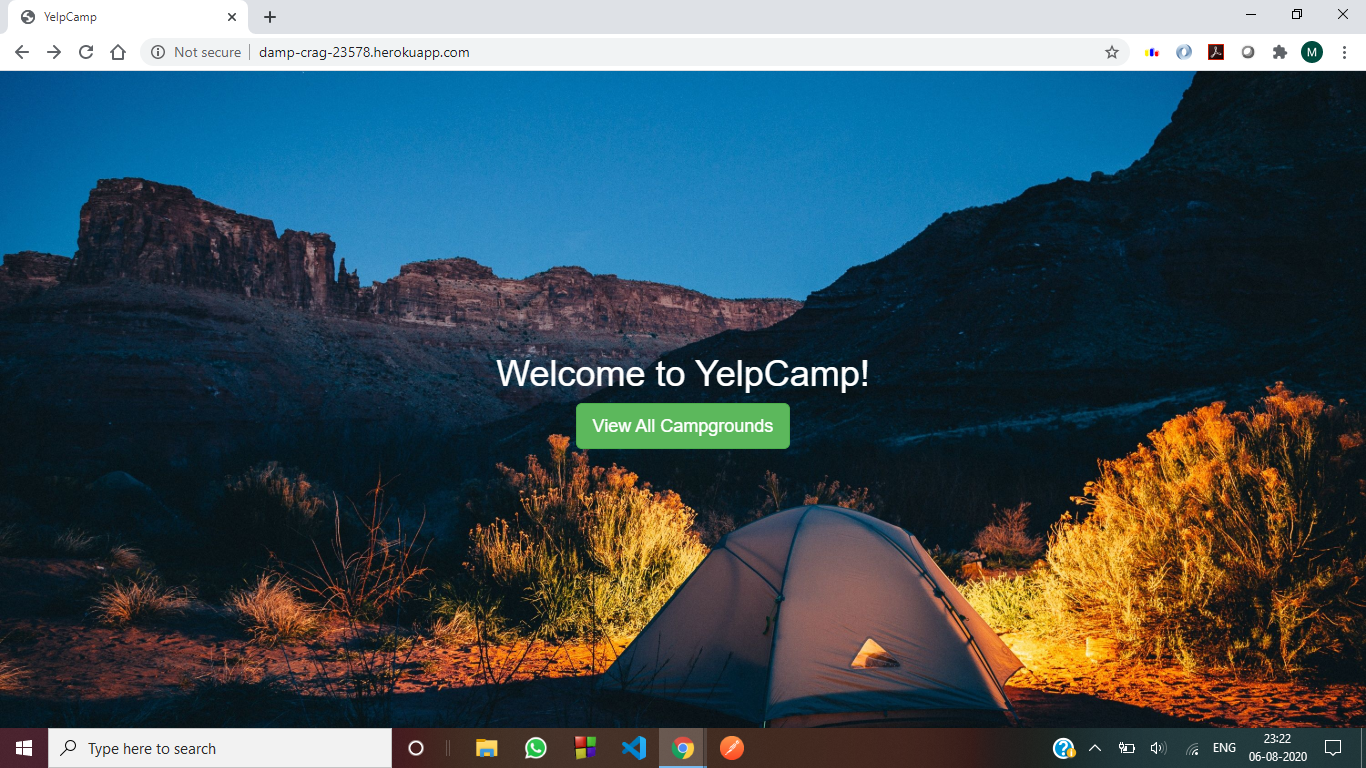 YelpCamp
Not secure
damp-crag-23578.herokuapp.com
M
Welcome to YelpCamp!
View All Campgrounds
Type here to search
ENG
23:22
06-08-2020